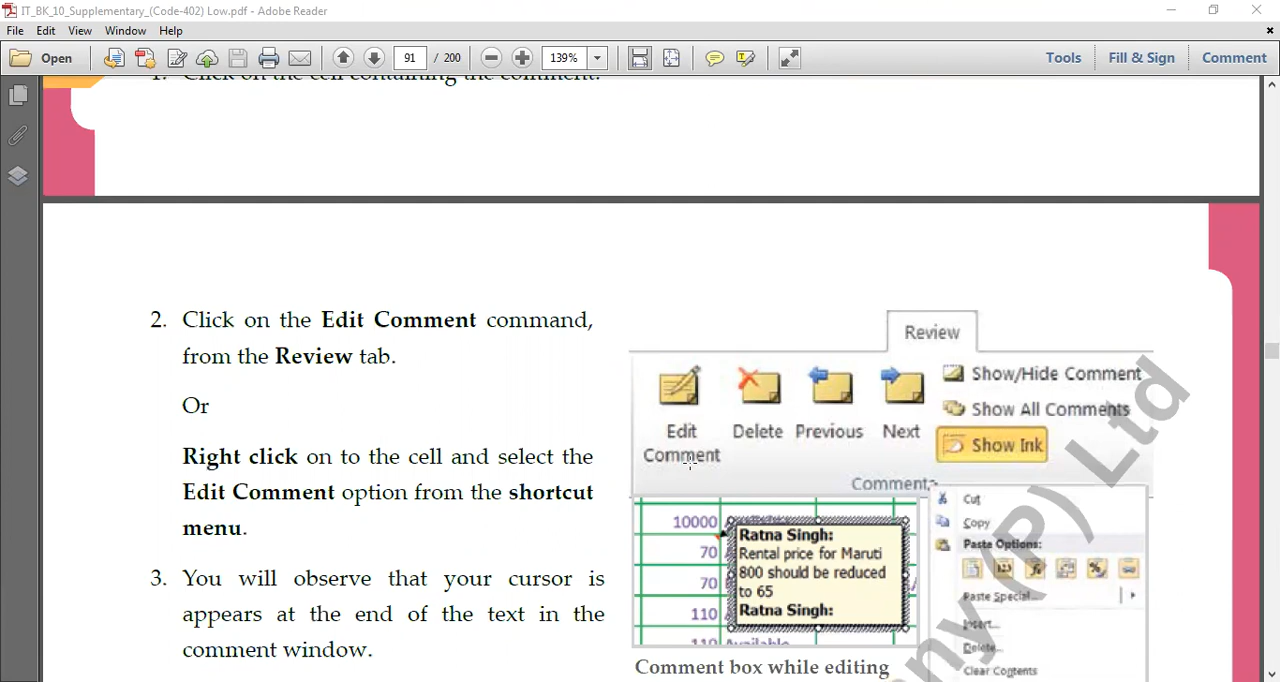 IT_BK_10_Supplementary_(Code-402) Low.pdf - Adobe Reader
File Edit View Window Help
Open 91 / 200 139% Tools Fill & Sign Comment
1. Click on the cell containing the comment.
2. Click on the Edit Comment command,
from the Review tab.
Or
Right click on to the cell and select the
Edit Comment option from the shortcut
menu.
3. You will observe that your cursor is
appears at the end of the text in the
comment window.
Review
Edit Comment
Delete
Previous
Next
Show/Hide Comment
Show All Comments
Show Ink
Comments
10000
70
70
110
110 Available
Ratna Singh:
Rental price for Maruti
800 should be reduced
to 65
Ratna Singh:
Cut
Copy
Paste Options:
123
fx
%
Paste Special...
Insert...
Delete...
Clear Contents
Comment box while editing
ny (P) Ltd